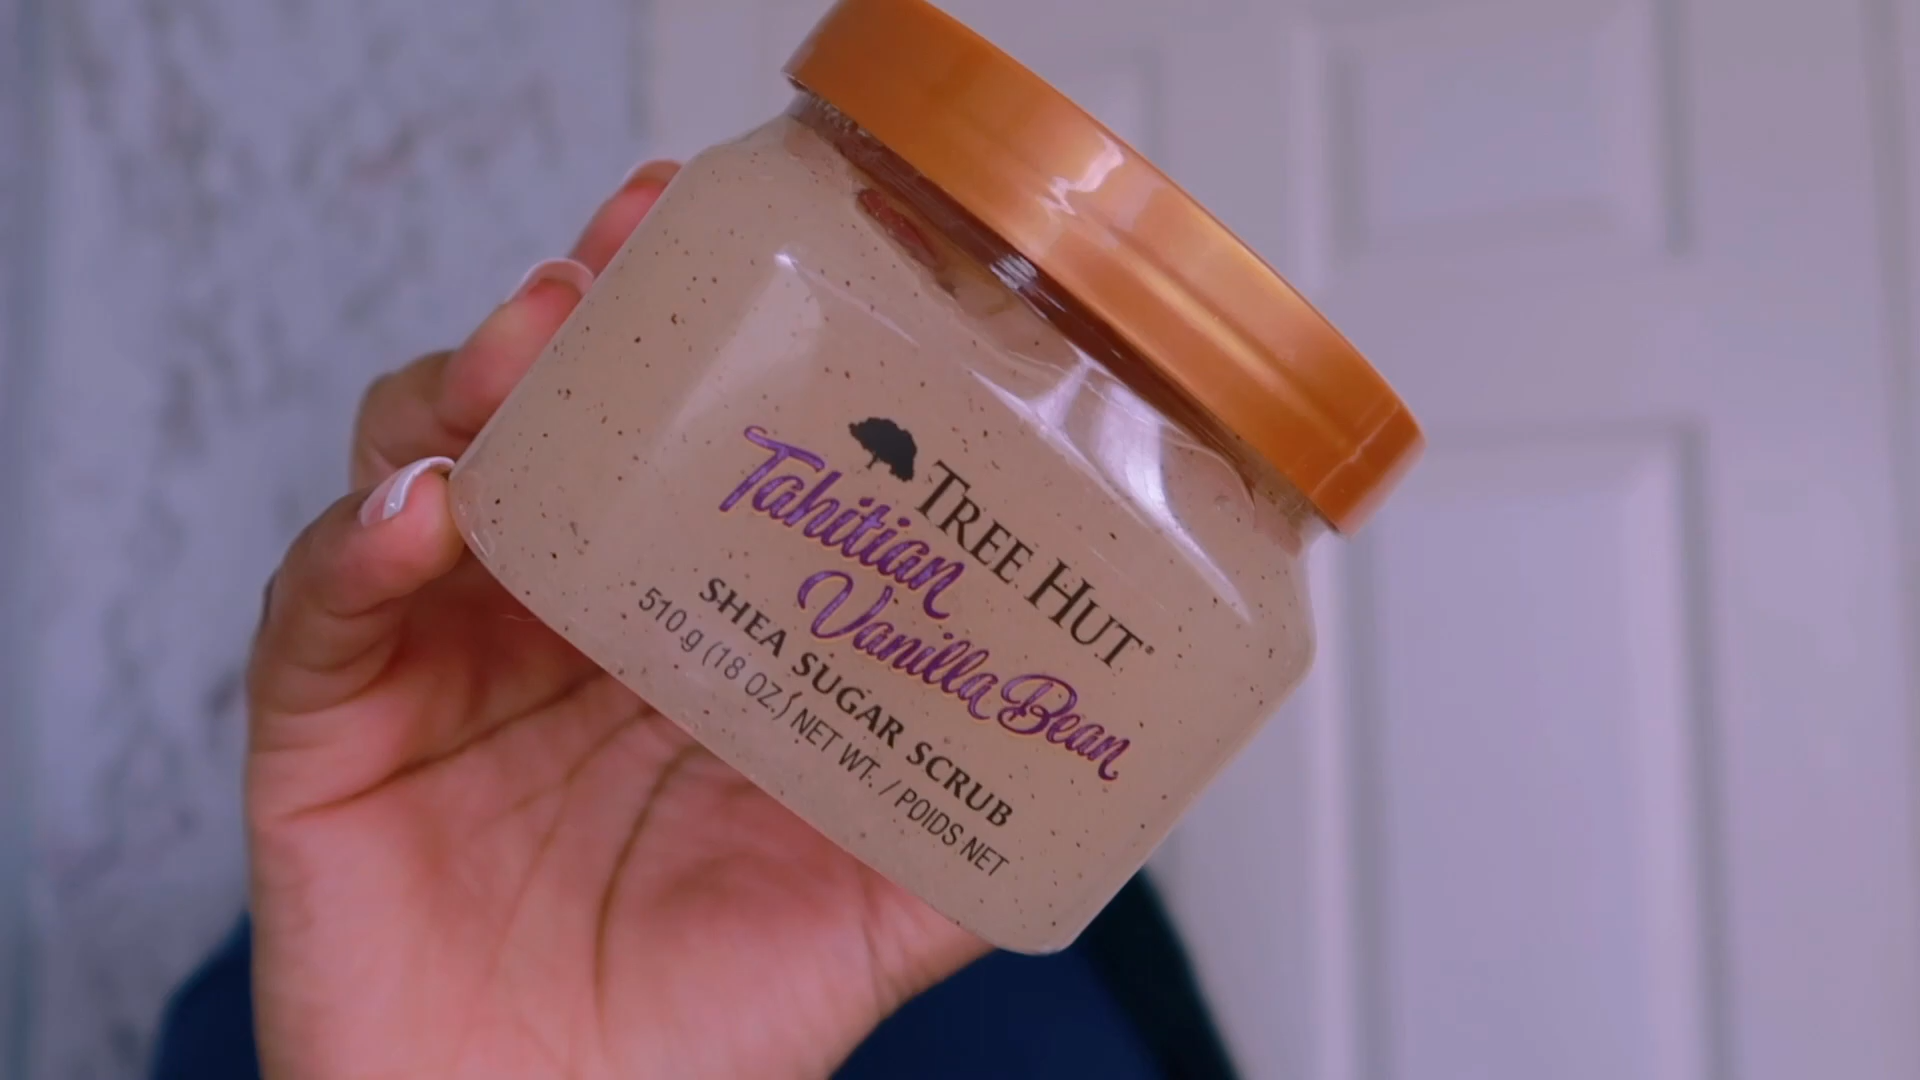 TREE HUT®
Tahitian
Vanilla Bean
SHEA SUGAR SCRUB
510 g (18 OZ.) NET WT. / POIDS NET